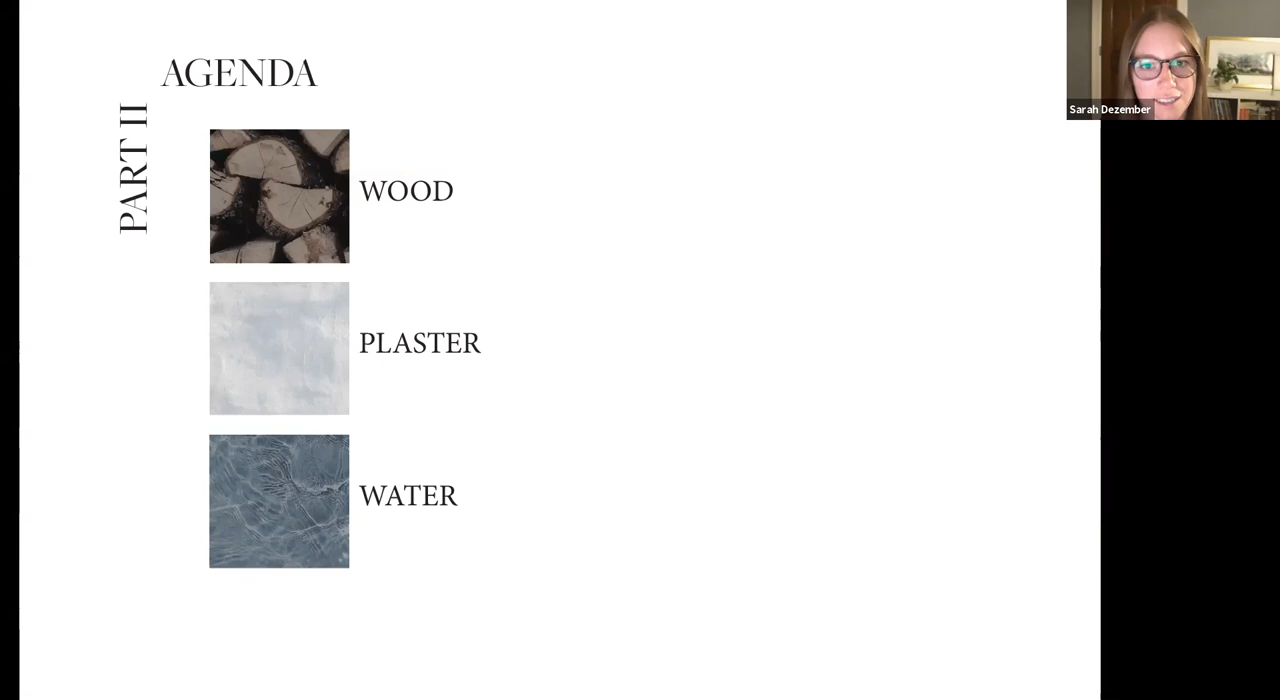 AGENDA
PART II
WOOD
PLASTER
WATER
Sarah Dezember